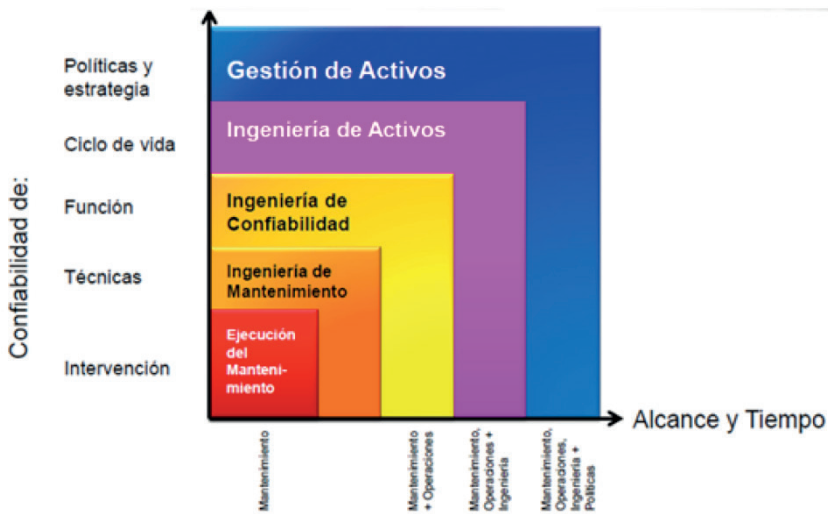 Confiabilidad de:
Políticas y
estrategia
Ciclo de vida
Función
Técnicas
Intervención
Gestión de Activos
Ingeniería de Activos
Ingeniería de
Confiabilidad
Ingeniería de
Mantenimiento
Ejecución
del
Manteni-
miento
Alcance y Tiempo
Mantenimiento
Mantenimiento
+ Operaciones
Mantenimiento,
Operaciones +
Ingeniería
Mantenimiento,
Operaciones,
Ingeniería +
Políticas